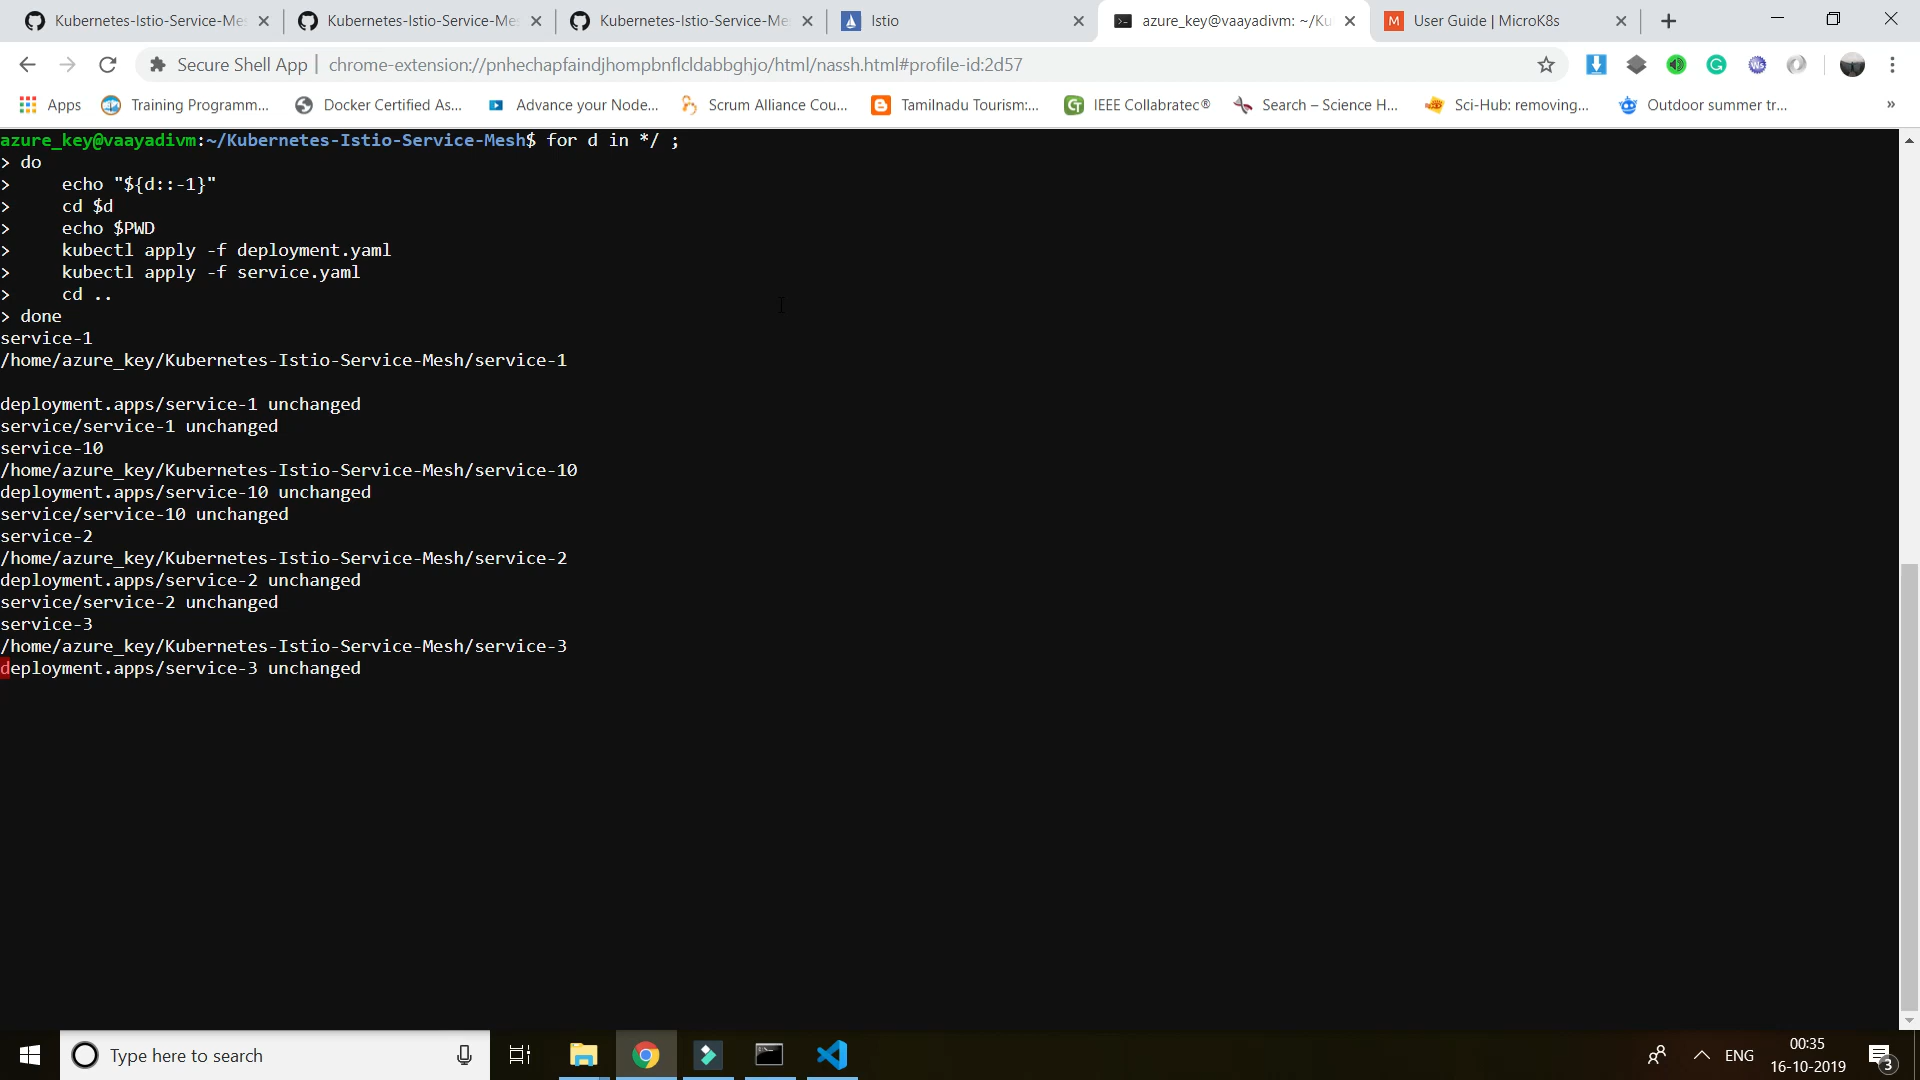 Kubernetes-Istio-Service-Me
Kubernetes-Istio-Service-Me
Kubernetes-Istio-Service-Me
Istio
azure_key@vaayadivm: ~/Ku
User Guide | MicroK8s
Secure Shell App
chrome-extension://pnhechapfaindjhompbnflcldabbghjo/html/nassh.html#profile-id:2d57
Apps
Training Programm...
Docker Certified As...
Advance your Node...
Scrum Alliance Cou...
Tamilnadu Tourism:...
IEEE Collabratec®
Search – Science H...
Sci-Hub: removing...
Outdoor summer tr...
»
azure_key@vaayadivm:~/Kubernetes-Istio-Service-Mesh$ for d in */ ;
> do
>     echo "${d::-1}"
>     cd $d
>     echo $PWD
>     kubectl apply -f deployment.yaml
>     kubectl apply -f service.yaml
>     cd ..
> done
service-1
/home/azure_key/Kubernetes-Istio-Service-Mesh/service-1
deployment.apps/service-1 unchanged
service/service-1 unchanged
service-10
/home/azure_key/Kubernetes-Istio-Service-Mesh/service-10
deployment.apps/service-10 unchanged
service/service-10 unchanged
service-2
/home/azure_key/Kubernetes-Istio-Service-Mesh/service-2
deployment.apps/service-2 unchanged
service/service-2 unchanged
service-3
/home/azure_key/Kubernetes-Istio-Service-Mesh/service-3
deployment.apps/service-3 unchanged
Type here to search
ENG
00:35
16-10-2019
3